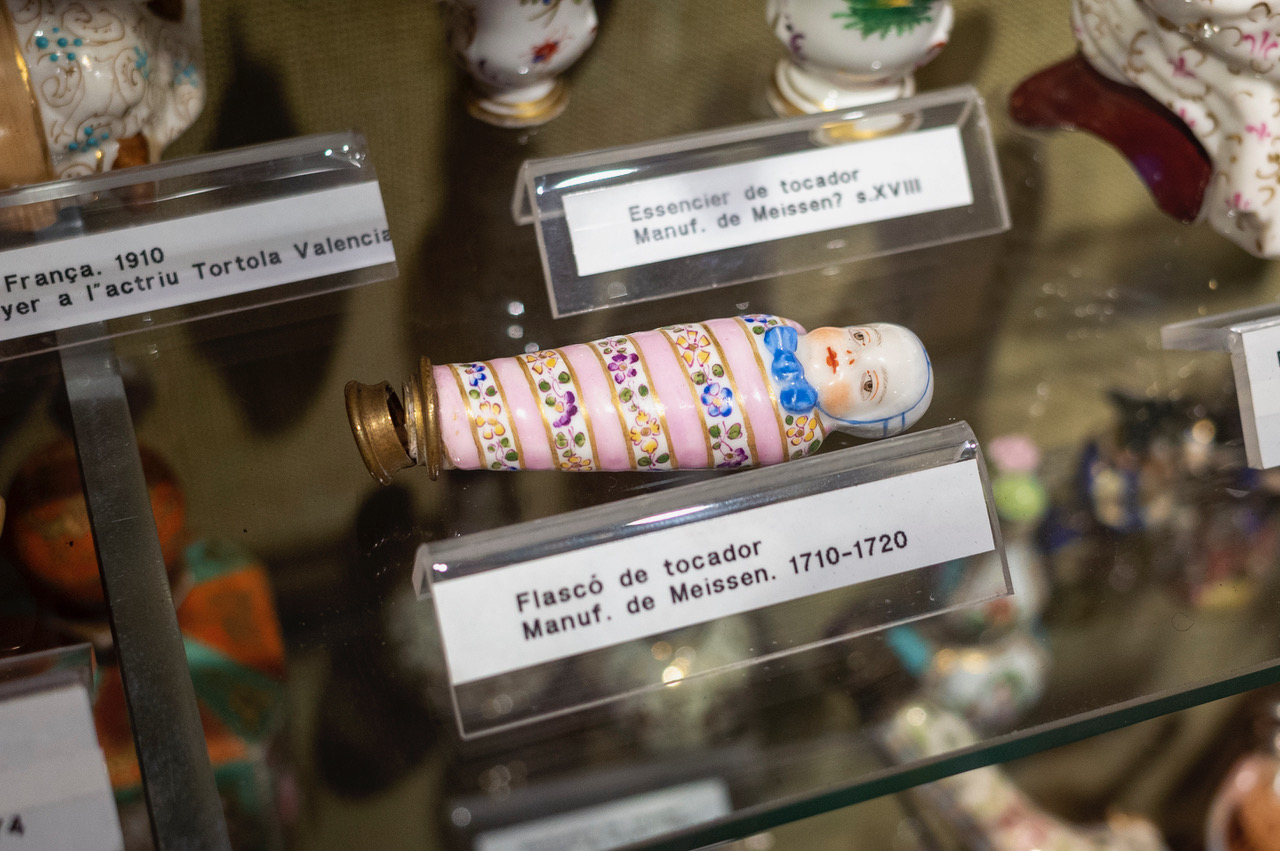 França. 1910
yer a l"actriu Tortola Valencia
Essencier de tocador
Manuf. de Meissen? s.XVIII
Flascó de tocador
Manuf. de Meissen. 1710-1720